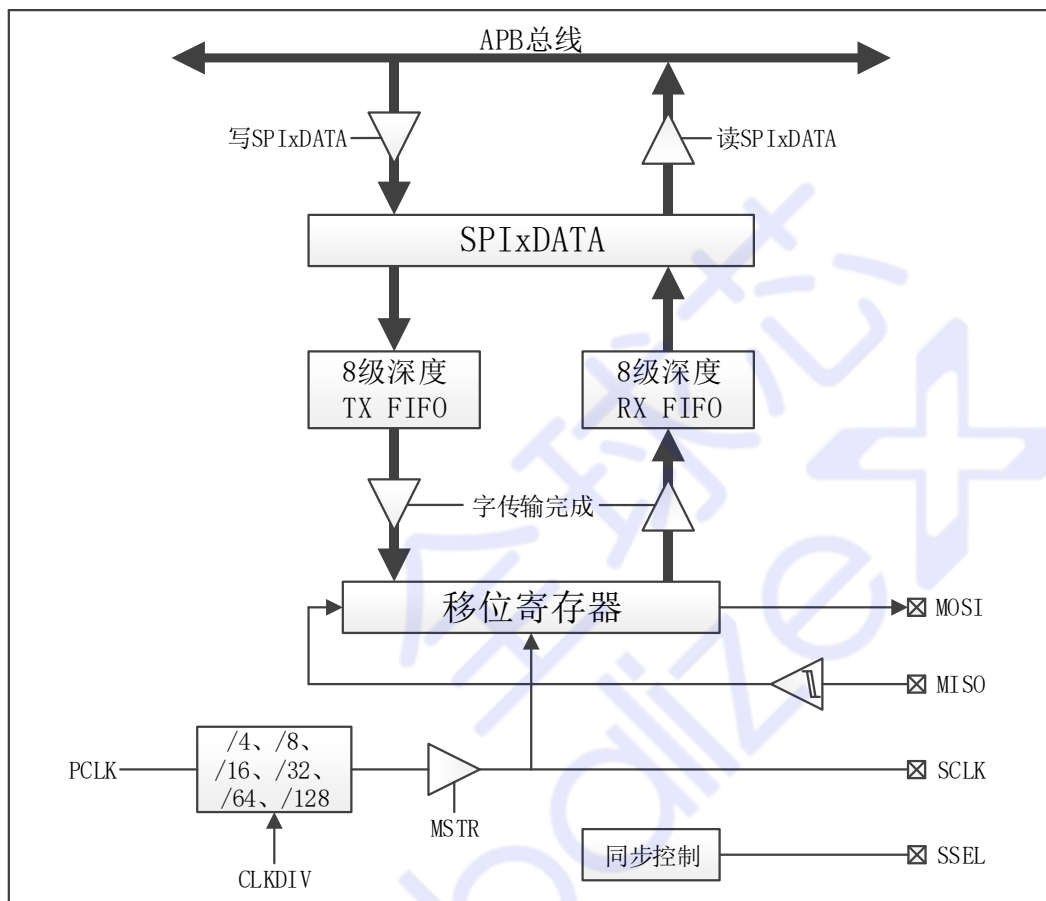 APB总线
写SPIxDATA
读SPIxDATA
SPIxDATA
8级深度
TX FIFO
8级深度
RX FIFO
字传输完成
移位寄存器
MOSI
MISO
/4、/8、
/16、/32、
/64、/128
PCLK
SCLK
MSTR
CLKDIV
同步控制
SSEL
全球芯